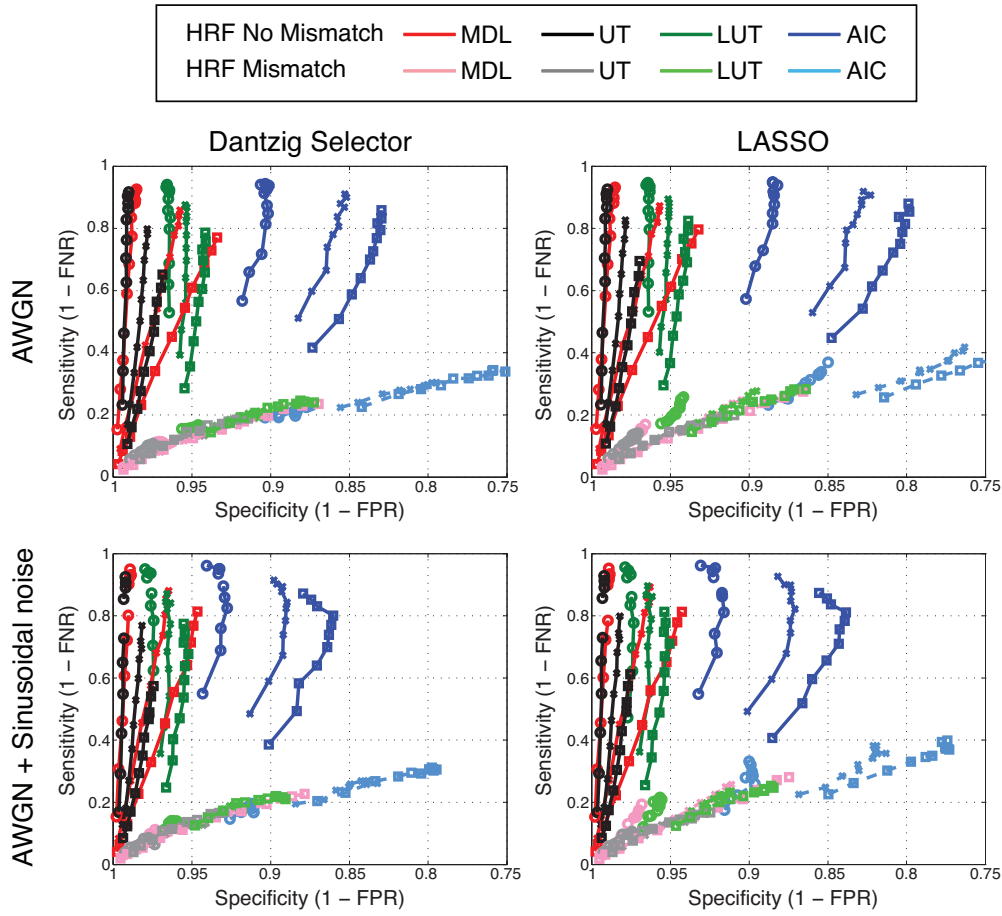 HRF No Mismatch MDL UT LUT AIC
HRF Mismatch MDL UT LUT AIC
Dantzig Selector
LASSO
AWGN
Sensitivity (1 − FNR)
1
0.8
0.6
0.4
0.2
0
1 0.95 0.9 0.85 0.8 0.75
Specificity (1 − FPR)
Sensitivity (1 − FNR)
1
0.8
0.6
0.4
0.2
0
1 0.95 0.9 0.85 0.8 0.75
Specificity (1 − FPR)
AWGN + Sinusoidal noise
Sensitivity (1 − FNR)
1
0.8
0.6
0.4
0.2
0
1 0.95 0.9 0.85 0.8 0.75
Specificity (1 − FPR)
Sensitivity (1 − FNR)
1
0.8
0.6
0.4
0.2
0
1 0.95 0.9 0.85 0.8 0.75
Specificity (1 − FPR)